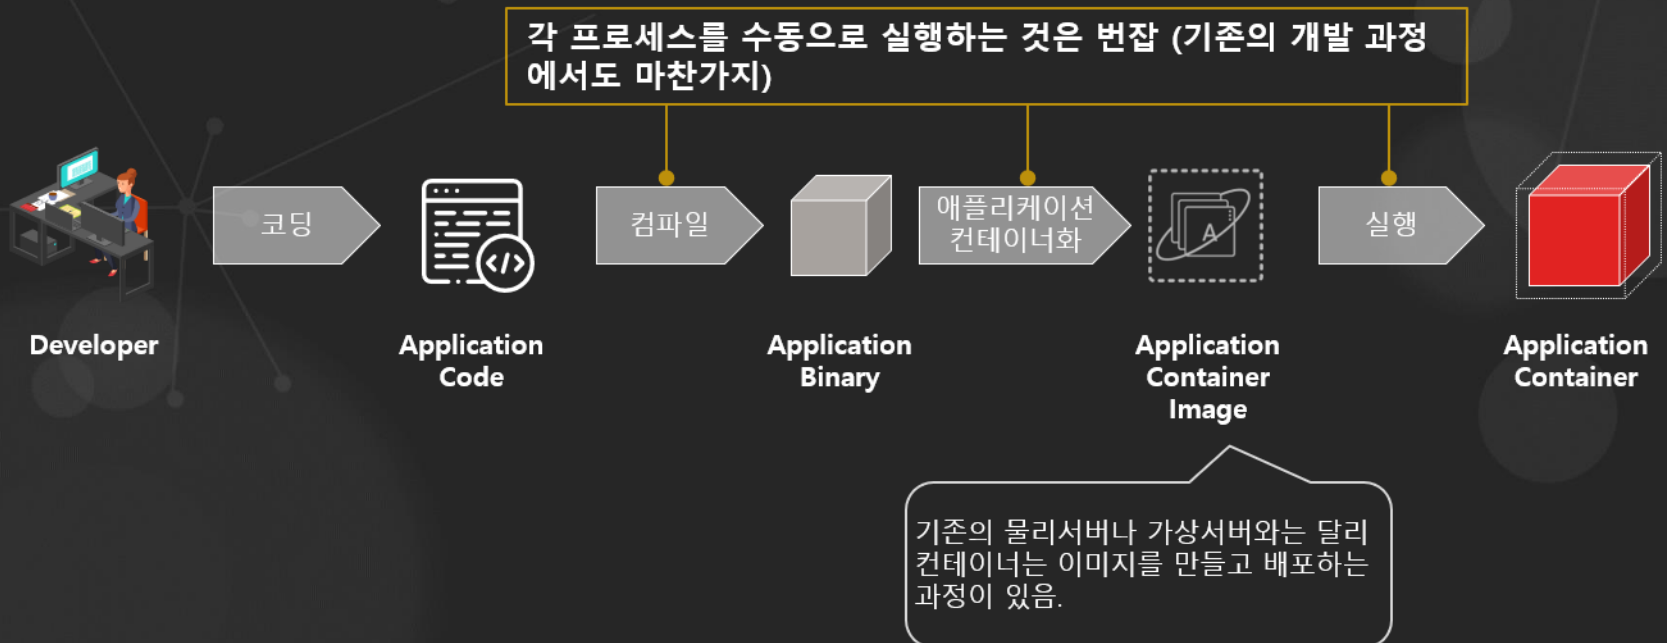 각 프로세스를 수동으로 실행하는 것은 번잡 (기존의 개발 과정
에서도 마찬가지)
코딩
컴파일
애플리케이션
컨테이너화
실행
A
</>
Developer
Application
Code
Application
Binary
Application
Container
Image
Application
Container
기존의 물리서버나 가상서버와는 달리
컨테이너는 이미지를 만들고 배포하는
과정이 있음.